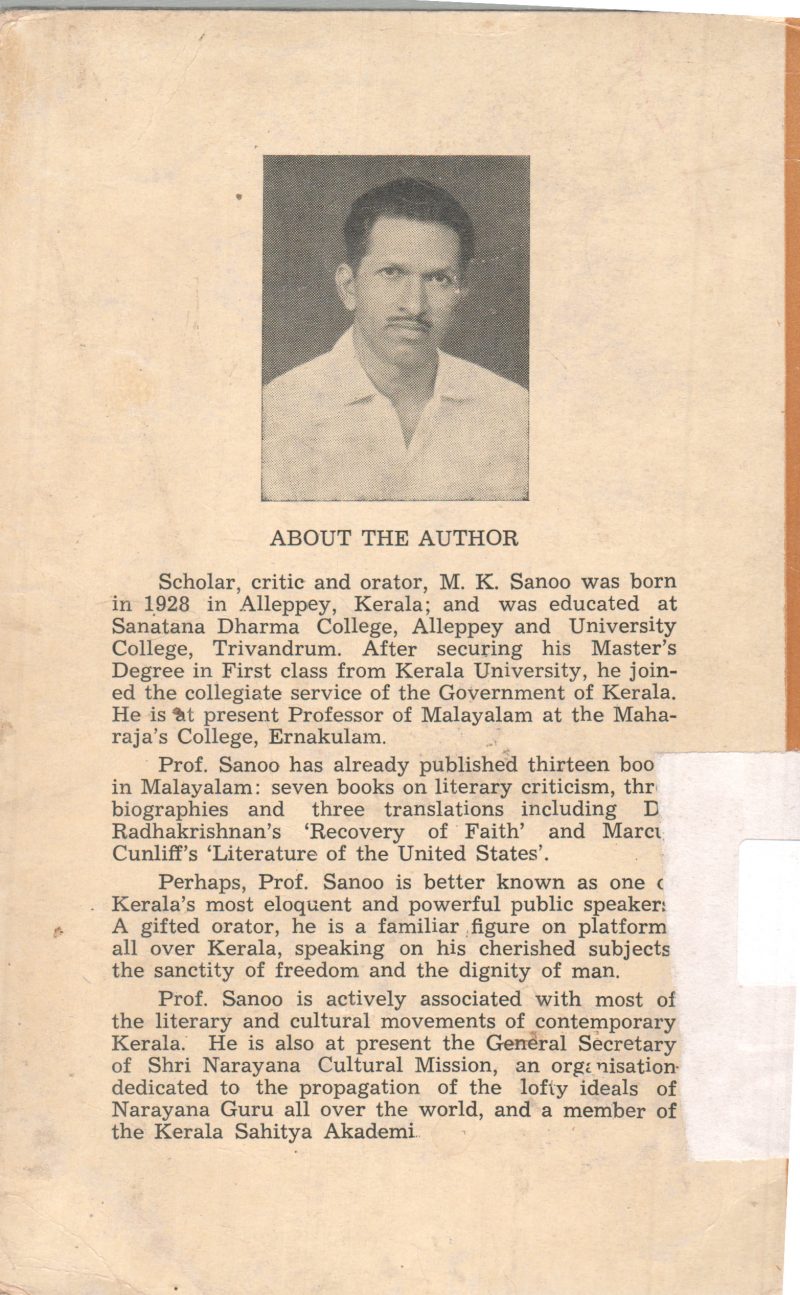 ABOUT THE AUTHOR
Scholar, critic and orator, M. K. Sanoo was born
in 1928 in Alleppey, Kerala; and was educated at
Sanatana Dharma College, Alleppey and University
College, Trivandrum. After securing his Master's
Degree in First class from Kerala University, he join-
ed the collegiate service of the Government of Kerala.
He is at present Professor of Malayalam at the Maha-
raja's College, Ernakulam.
Prof. Sanoo has already published thirteen boo
in Malayalam: seven books on literary criticism, thr
biographies and three translations including D
Radhakrishnan's 'Recovery of Faith' and Marcu
Cunliff's 'Literature of the United States'.
Perhaps, Prof. Sanoo is better known as one
Kerala's most eloquent and powerful public speaker
A gifted orator, he is a familiar figure on platform
all over Kerala, speaking on his cherished subjects
the sanctity of freedom and the dignity of man.
Prof. Sanoo is actively associated with most of
the literary and cultural movements of contemporary
Kerala. He is also at present the General Secretary
of Shri Narayana Cultural Mission, an organisation
dedicated to the propagation of the lofty ideals of
Narayana Guru all over the world, and a member of
the Kerala Sahitya Akademi.